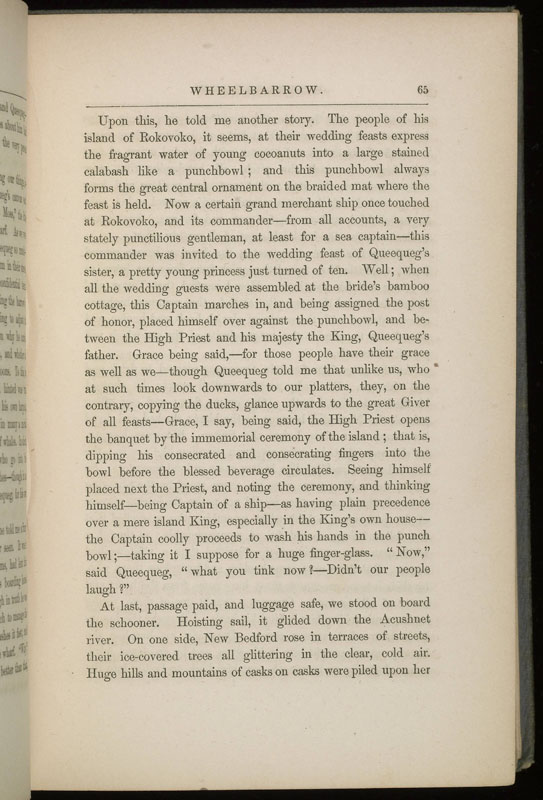 WHEELBARROW. 65
Upon this, he told me another story. The people of his
island of Rokovoko, it seems, at their wedding feasts express
the fragrant water of young cocoanuts into a large stained
calabash like a punchbowl; and this punchbowl always
forms the great central ornament on the braided mat where the
feast is held. Now a certain grand merchant ship once touched
at Rokovoko, and its commander—from all accounts, a very
stately punctilious gentleman, at least for a sea captain—this
commander was invited to the wedding feast of Queequeg's
sister, a pretty young princess just turned of ten. Well; when
all the wedding guests were assembled at the bride's bamboo
cottage, this Captain marches in, and being assigned the post
of honor, placed himself over against the punchbowl, and be-
tween the High Priest and his majesty the King, Queequeg's
father. Grace being said,—for those people have their grace
as well as we—though Queequeg told me that unlike us, who
at such times look downwards to our platters, they, on the
contrary, copying the ducks, glance upwards to the great Giver
of all feasts—Grace, I say, being said, the High Priest opens
the banquet by the immemorial ceremony of the island; that is,
dipping his consecrated and consecrating fingers into the
bowl before the blessed beverage circulates. Seeing himself
placed next the Priest, and noting the ceremony, and thinking
himself—being Captain of a ship—as having plain precedence
over a mere island King, especially in the King's own house—
the Captain coolly proceeds to wash his hands in the punch
bowl;—taking it I suppose for a huge finger-glass. "Now,"
said Queequeg, "what you tink now?—Didn't our people
laugh?"
At last, passage paid, and luggage safe, we stood on board
the schooner. Hoisting sail, it glided down the Acushnet
river. On one side, New Bedford rose in terraces of streets,
their ice-covered trees all glittering in the clear, cold air.
Huge hills and mountains of casks on casks were piled upon her